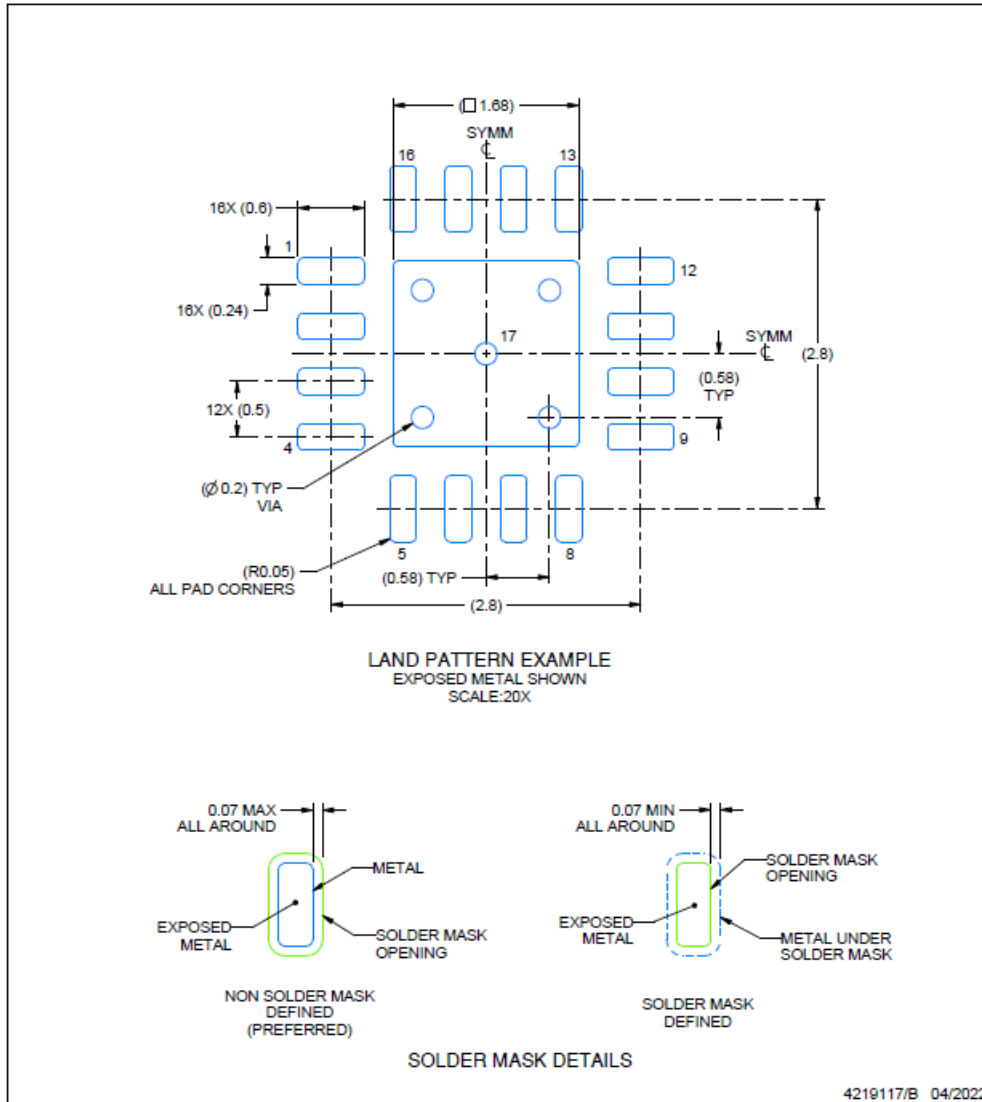 (□ 1.68)
SYMM
℄
16
13
16X (0.6)
1
12
16X (0.24)
17
SYMM
℄
(2.8)
(0.58)
TYP
12X (0.5)
4
9
(Ø 0.2) TYP
VIA
5
8
(R0.05)
ALL PAD CORNERS
(0.58) TYP
(2.8)
LAND PATTERN EXAMPLE
EXPOSED METAL SHOWN
SCALE:20X
0.07 MAX
ALL AROUND
METAL
EXPOSED
METAL
SOLDER MASK
OPENING
NON SOLDER MASK
DEFINED
(PREFERRED)
0.07 MIN
ALL AROUND
SOLDER MASK
OPENING
EXPOSED
METAL
METAL UNDER
SOLDER MASK
SOLDER MASK
DEFINED
SOLDER MASK DETAILS
4219117/B 04/2022